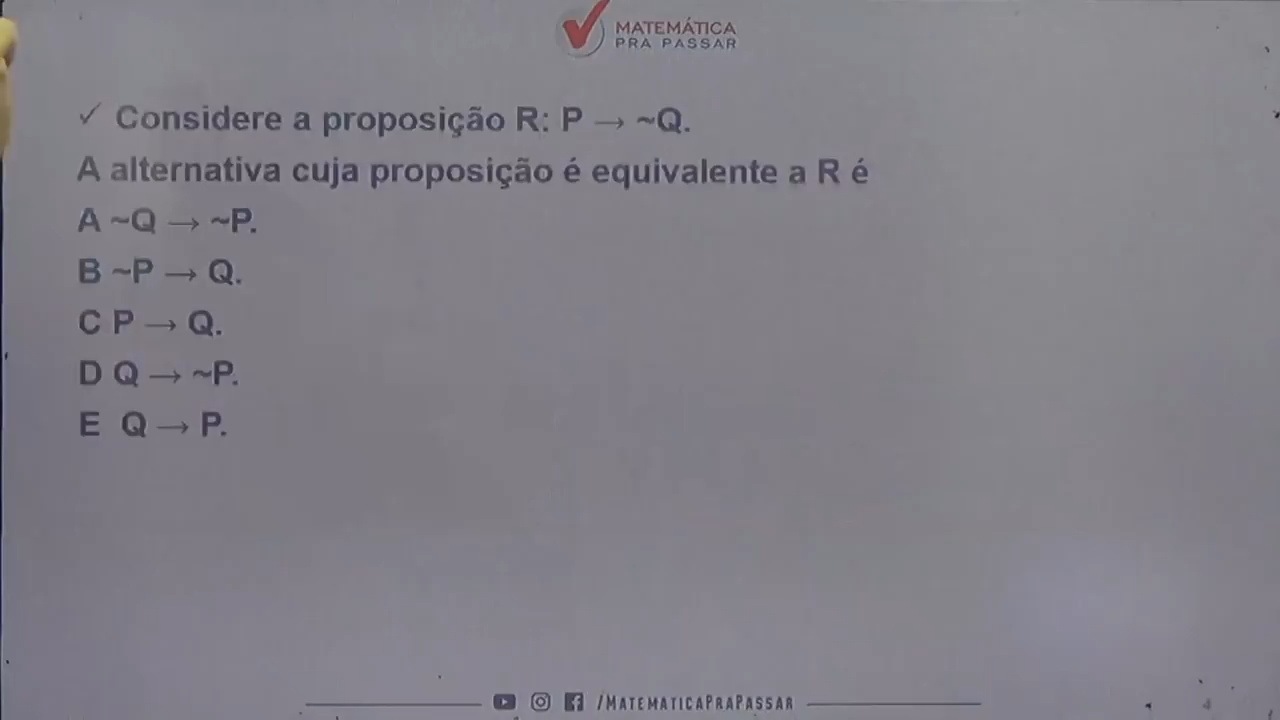 MATEMÁTICA
PRA PASSAR
✓ Considere a proposição R: P → ~Q.
A alternativa cuja proposição é equivalente a R é
A ~Q → ~P.
B ~P → Q.
C P → Q.
D Q → ~P.
E Q → P.
/MATEMATICAPRAPASSAR